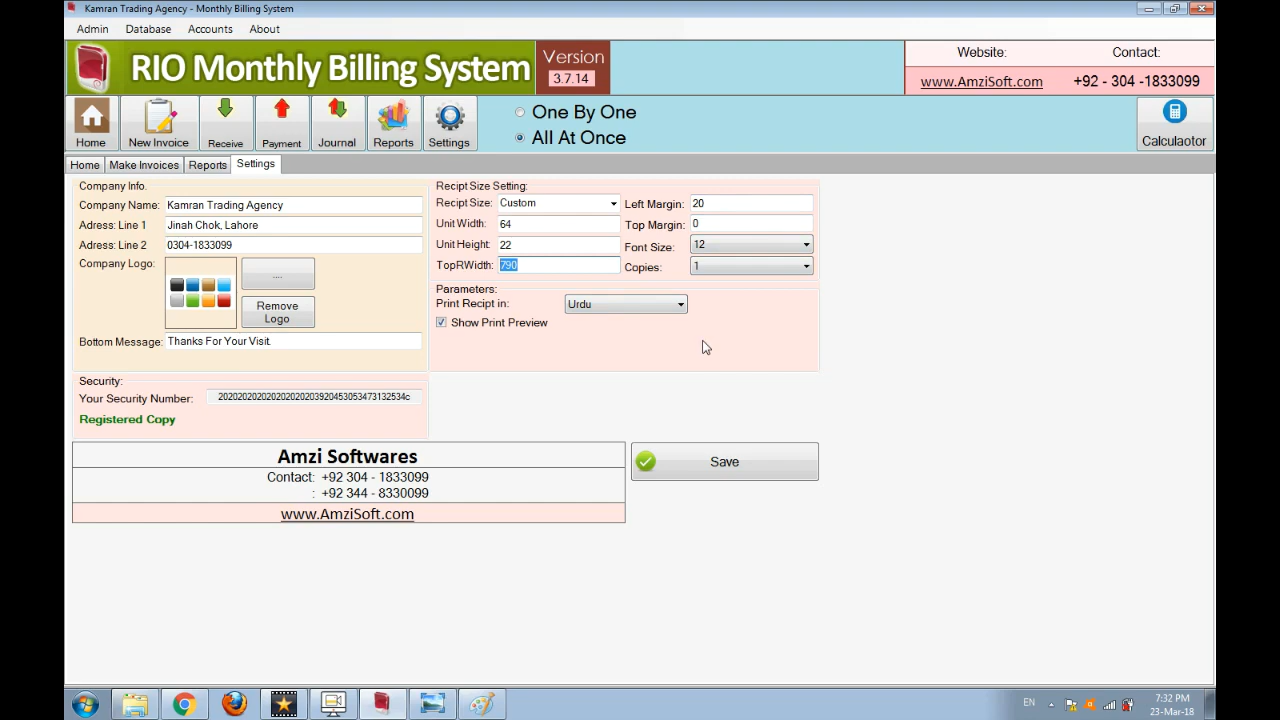 Kamran Trading Agency - Monthly Billing System
Admin Database Accounts About
RIO Monthly Billing System
Version
3.7.14
Website: Contact:
www.AmziSoft.com +92 - 304 -1833099
One By One
All At Once
Home New Invoice Receive Payment Journal Reports Settings Calculaotor
Home Make Invoices Reports Settings
Company Info.
Company Name: Kamran Trading Agency
Adress: Line 1 Jinah Chok, Lahore
Adress: Line 2 0304-1833099
Company Logo: ....
Remove
Logo
Bottom Message: Thanks For Your Visit.
Recipt Size Setting:
Recipt Size: Custom Left Margin: 20
Unit Width: 64 Top Margin: 0
Unit Height: 22 Font Size: 12
TopRWidth: 790 Copies: 1
Parameters:
Print Recipt in: Urdu
Show Print Preview
Security:
Your Security Number: 2020202020202020202039204530534731325​34c
Registered Copy
Amzi Softwares
Contact: +92 304 - 1833099
: +92 344 - 8330099
www.AmziSoft.com
Save
EN
7:32 PM
23-Mar-18